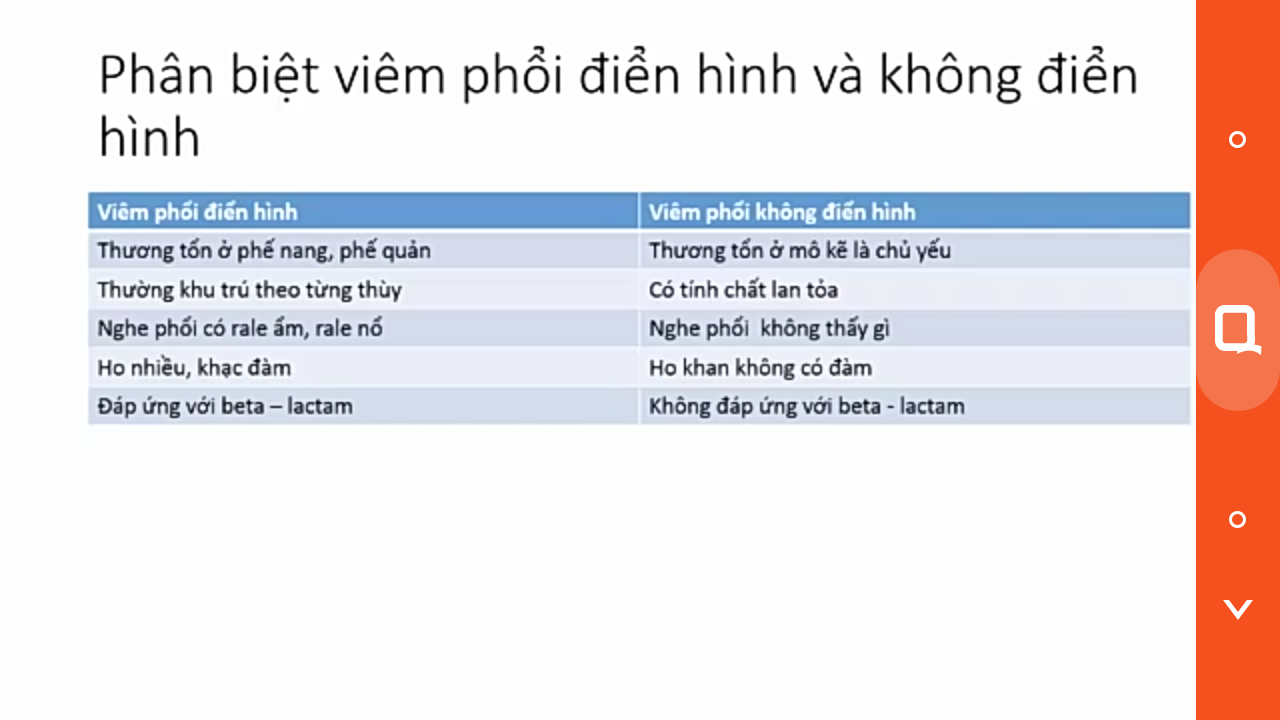 Phân biệt viêm phổi điển hình và không điển
hình
Viêm phổi điển hình
Viêm phổi không điển hình
Thương tổn ở phế nang, phế quản
Thương tổn ở mô kẽ là chủ yếu
Thường khu trú theo từng thùy
Có tính chất lan tỏa
Nghe phổi có rale ẩm, rale nổ
Nghe phổi không thấy gì
Ho nhiều, khạc đàm
Ho khan không có đàm
Đáp ứng với beta – lactam
Không đáp ứng với beta - lactam